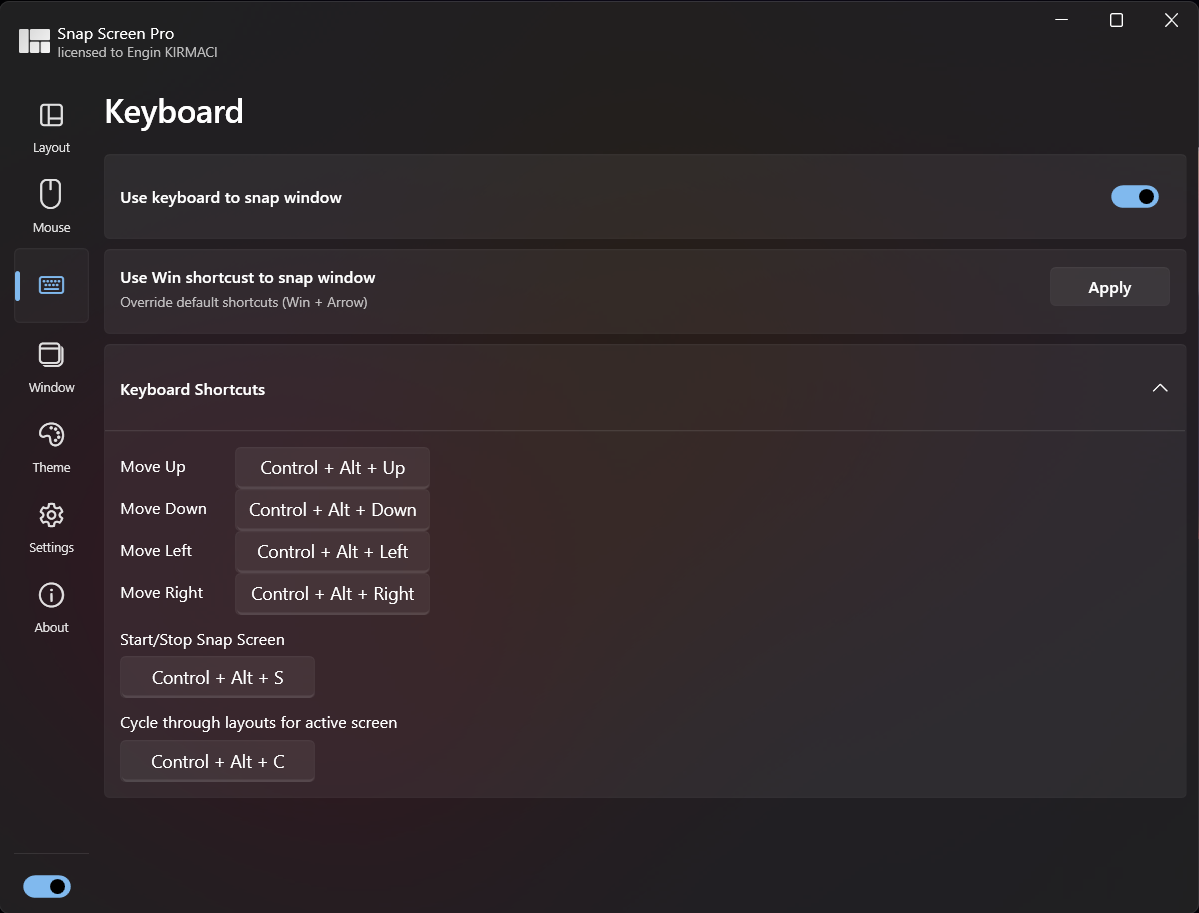 Snap Screen Pro
licensed to Engin KIRMACI
Layout
Mouse
Window
Theme
Settings
About
Keyboard
Use keyboard to snap window
Use Win shortcust to snap window
Override default shortcuts (Win + Arrow)
Apply
Keyboard Shortcuts
Move Up
Control + Alt + Up
Move Down
Control + Alt + Down
Move Left
Control + Alt + Left
Move Right
Control + Alt + Right
Start/Stop Snap Screen
Control + Alt + S
Cycle through layouts for active screen
Control + Alt + C